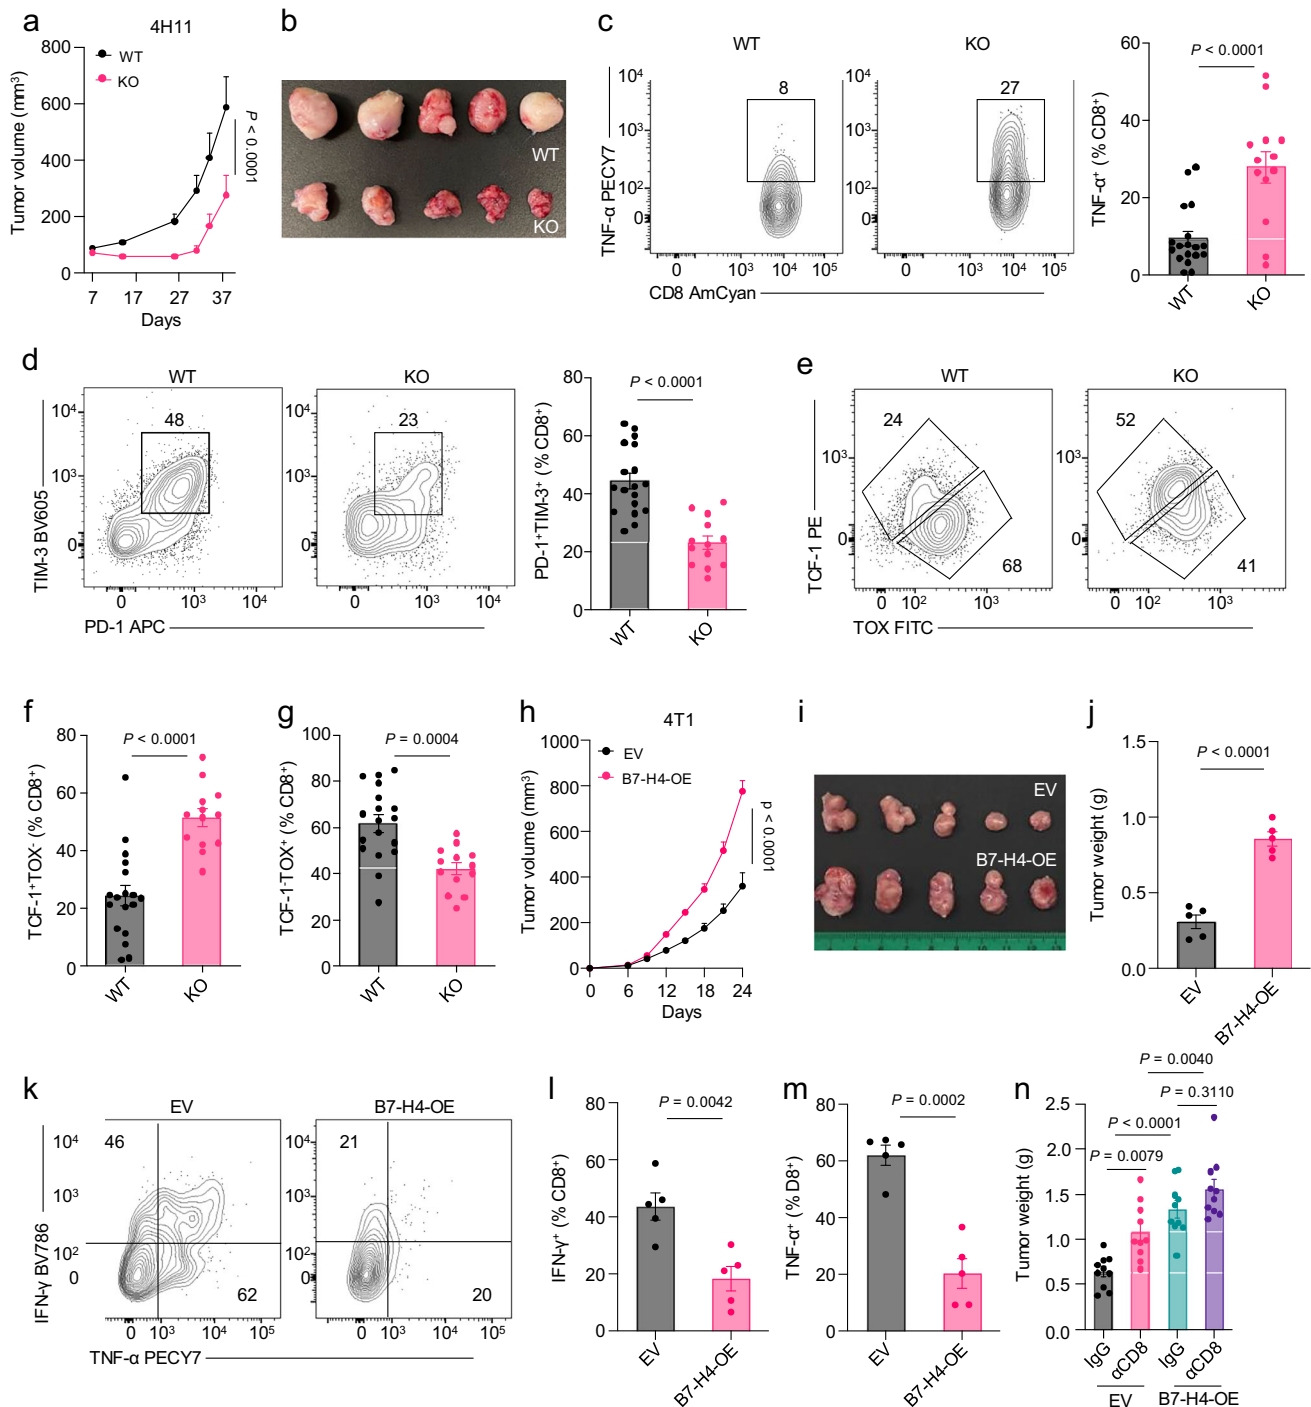 a
4H11
WT
KO
Tumor volume (mm³)
800
600
400
200
0
7 17 27 37
Days
P < 0.0001
b
WT
KO
c
WT KO
TNF-α PECY7
10⁴
10³
10²
0
8
0 10³ 10⁴ 10⁵
10⁴
10³
10²
0
27
0 10³ 10⁴ 10⁵
CD8 AmCyan
TNF-α⁺ (% CD8⁺)
60
40
20
0
P < 0.0001
WT KO
d
WT KO
TIM-3 BV605
10⁴
10³
0
48
0 10³ 10⁴
10⁴
10³
0
23
0 10³ 10⁴
PD-1 APC
PD-1⁺TIM-3⁺ (% CD8⁺)
80
60
40
20
0
P < 0.0001
WT KO
e
WT KO
TCF-1 PE
10³
0
24
68
0 10² 10³
10³
0
52
41
0 10² 10³
TOX FITC
f
TCF-1⁺TOX⁻ (% CD8⁺)
80
60
40
20
0
P < 0.0001
WT KO
g
TCF-1⁻TOX⁺ (% CD8⁺)
100
80
60
40
20
0
P = 0.0004
WT KO
h
4T1
EV
B7-H4-OE
Tumor volume (mm³)
1000
800
600
400
200
0
0 6 12 18 24
Days
p < 0.0001
i
EV
B7-H4-OE
j
Tumor weight (g)
1.5
1.0
0.5
0.0
P < 0.0001
EV B7-H4-OE
k
EV B7-H4-OE
IFN-γ BV786
10⁴
10³
10²
0
46
62
0 10³ 10⁴ 10⁵
10⁴
10³
10²
0
21
20
0 10³ 10⁴ 10⁵
TNF-α PECY7
l
IFN-γ⁺ (% CD8⁺)
80
60
40
20
0
P = 0.0042
EV B7-H4-OE
m
TNF-α⁺ (% D8⁺)
80
60
40
20
0
P = 0.0002
EV B7-H4-OE
n
P = 0.0040
P = 0.3110
P < 0.0001
P = 0.0079
Tumor weight (g)
2.5
2.0
1.5
1.0
0.5
0.0
IgG αCD8 IgG αCD8
EV B7-H4-OE